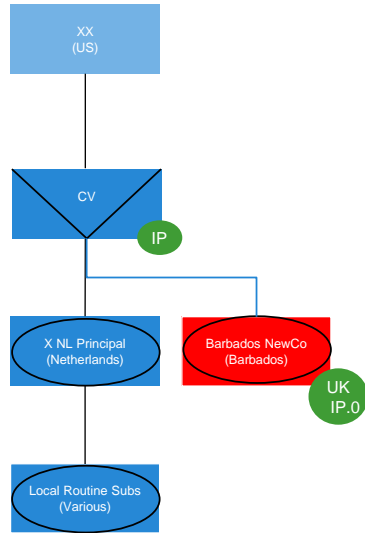 XX
(US)
CV
IP
X NL Principal
(Netherlands)
Barbados NewCo
(Barbados)
UK
IP.0
Local Routine Subs
(Various)